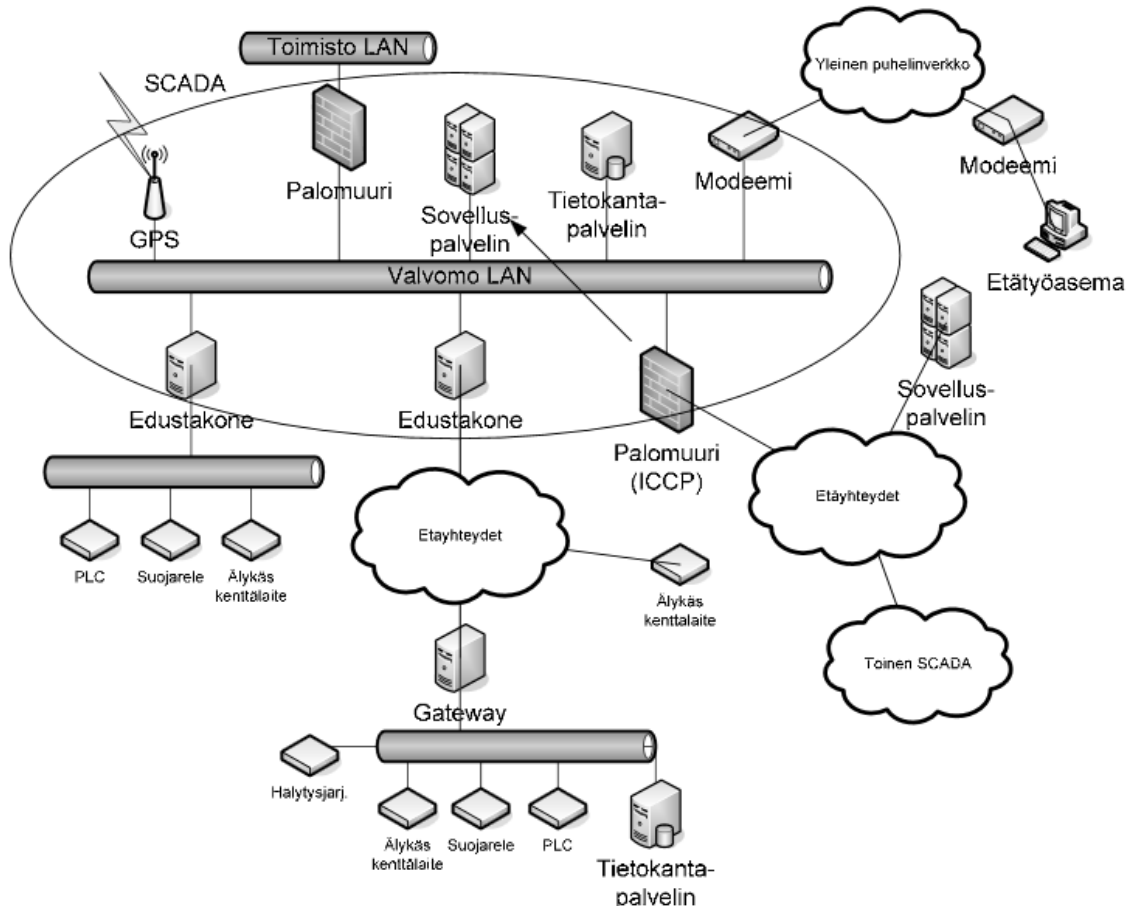 Toimisto LAN
SCADA
Yleinen puhelinverkko
Palomuuri
Sovellus-
palvelin
Tietokanta-
palvelin
Modeemi
Modeemi
GPS
Etätyöasema
Valvomo LAN
Edustakone
Edustakone
Palomuuri
(ICCP)
Sovellus-
palvelin
Etäyhteydet
Etayhteydet
PLC
Suojarele
Älykäs
kenttälaite
Älykäs
kenttalaite
Toinen SCADA
Gateway
Halytysjarj.
Älykäs
kenttälaite
Suojarele
PLC
Tietokanta-
palvelin